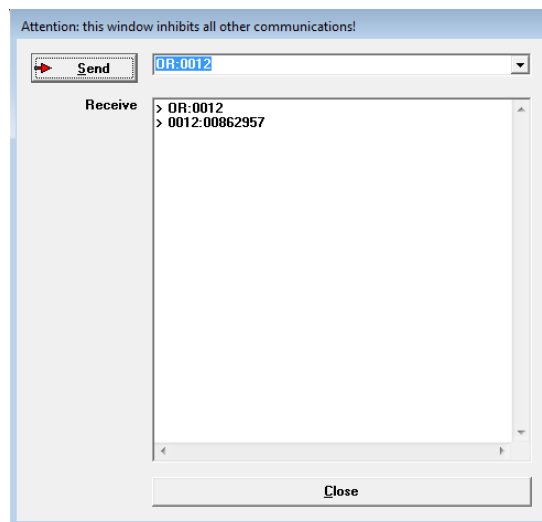 Attention: this window inhibits all other communications!
Send
OR:0012
Receive
> OR:0012
> 0012:00862957
Close